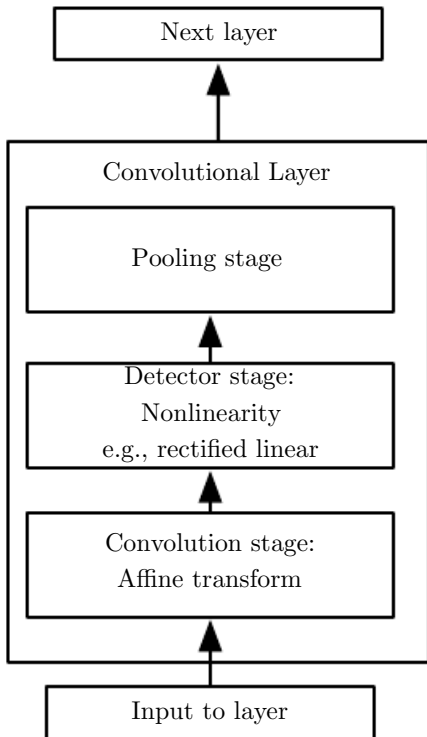 Next layer
Convolutional Layer
Pooling stage
Detector stage:
Nonlinearity
e.g., rectified linear
Convolution stage:
Affine transform
Input to layer